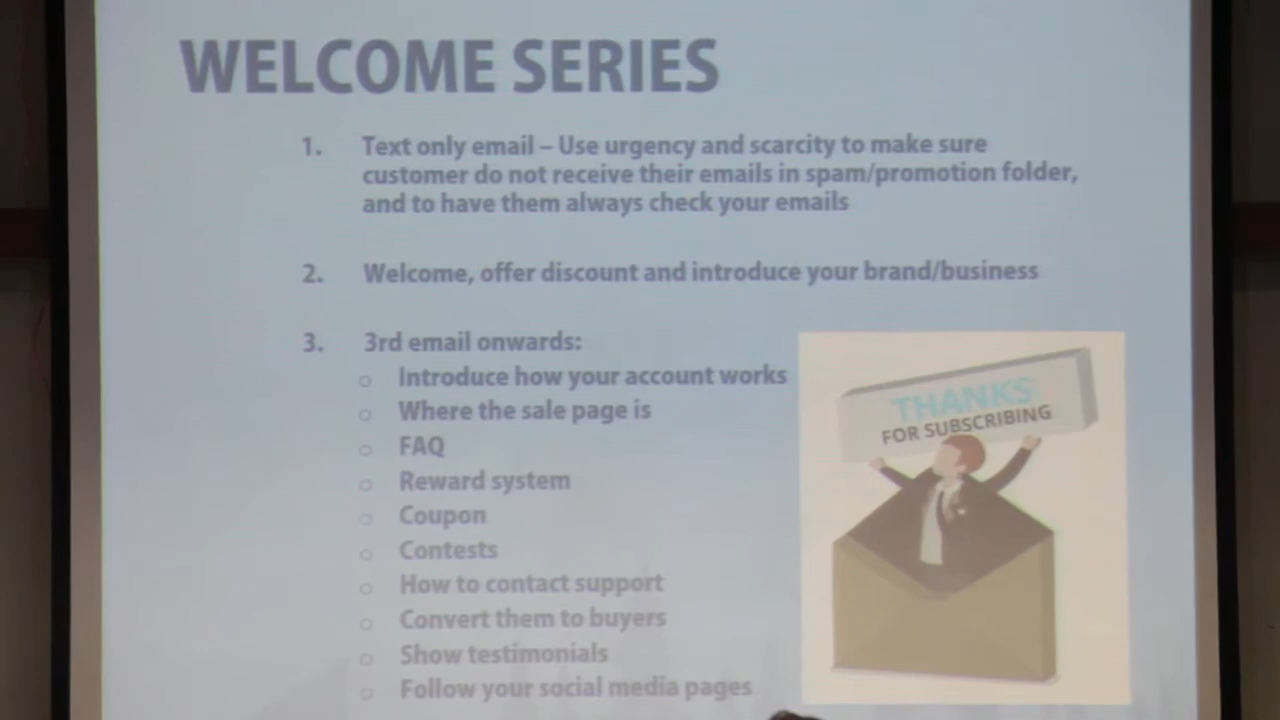 WELCOME SERIES
1. Text only email – Use urgency and scarcity to make sure
customer do not receive their emails in spam/promotion folder,
and to have them always check your emails
2. Welcome, offer discount and introduce your brand/business
3. 3rd email onwards:
○ Introduce how your account works
○ Where the sale page is
○ FAQ
○ Reward system
○ Coupon
○ Contests
○ How to contact support
○ Convert them to buyers
○ Show testimonials
○ Follow your social media pages
THANKS
FOR SUBSCRIBING